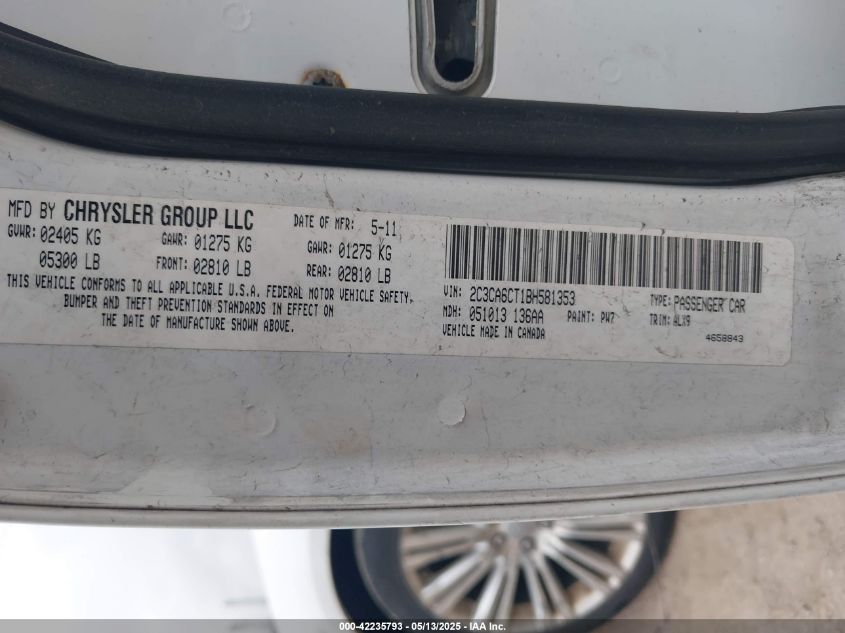 MFD BY CHRYSLER GROUP LLC DATE OF MFR: 5-11
GVWR: 02405 KG GAWR: 01275 KG GAWR: 01275 KG
05300 LB FRONT: 02810 LB REAR: 02810 LB
THIS VEHICLE CONFORMS TO ALL APPLICABLE U.S.A. FEDERAL MOTOR VEHICLE SAFETY,
BUMPER AND THEFT PREVENTION STANDARDS IN EFFECT ON
THE DATE OF MANUFACTURE SHOWN ABOVE.
VIN: 2C3CA6CT1BH581353 TYPE: PASSENGER CAR
MDH: 051013 136AA PAINT: PW7 TRIM: ALX9
VEHICLE MADE IN CANADA 4658843
000-42235793 - 05/13/2025 - IAA Inc.